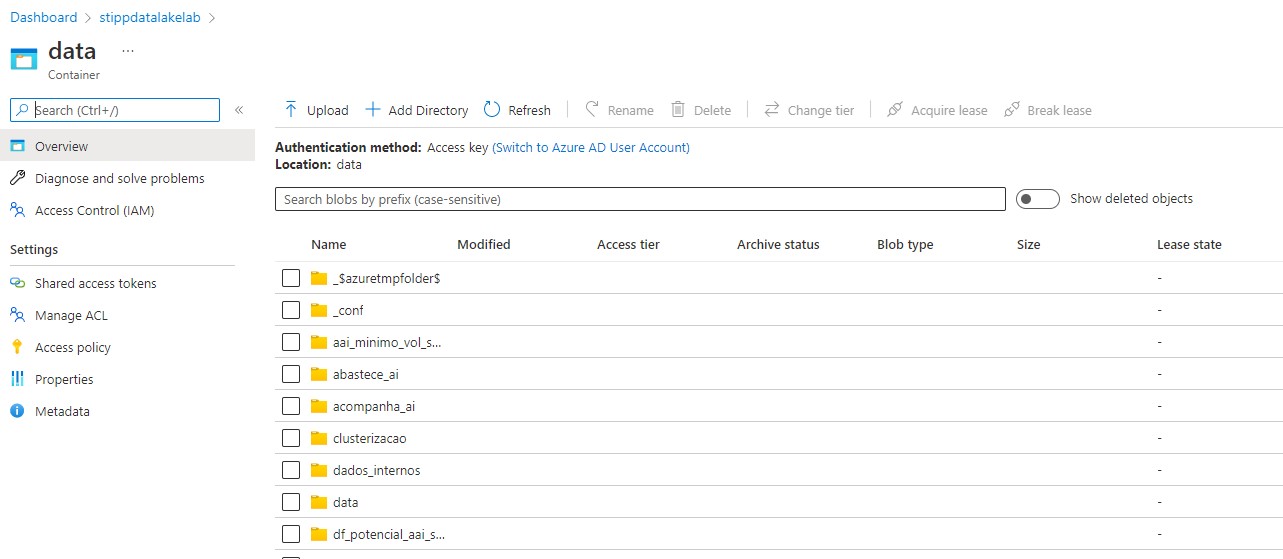 Dashboard > stippdatalakelab >
data ...
Container
Search (Ctrl+/) «
Overview
Diagnose and solve problems
Access Control (IAM)
Settings
Shared access tokens
Manage ACL
Access policy
Properties
Metadata
Upload Add Directory Refresh Rename Delete Change tier Acquire lease Break lease
Authentication method: Access key (Switch to Azure AD User Account)
Location: data
Search blobs by prefix (case-sensitive) Show deleted objects
Name Modified Access tier Archive status Blob type Size Lease state
_$azuretmpfolder$ -
_conf -
aai_minimo_vol_s... -
abastece_ai -
acompanha_ai -
clusterizacao -
dados_internos -
data -
df_potencial_aai_s... -